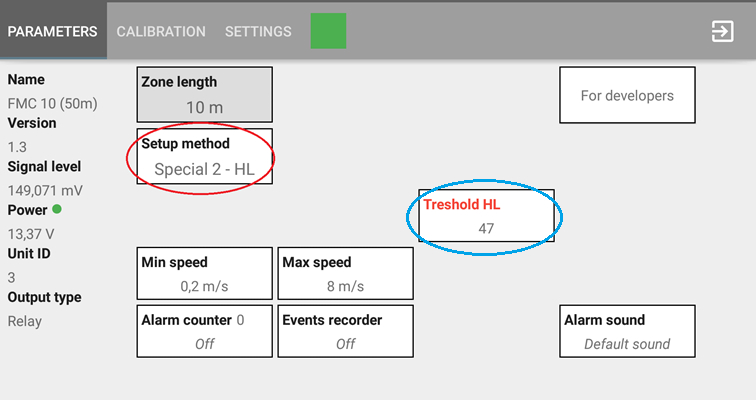 PARAMETERS CALIBRATION SETTINGS
Name
FMC 10 (50m)
Version
1.3
Signal level
149,071 mV
Power
13,37 V
Unit ID
3
Output type
Relay
Zone length
10 m
For developers
Setup method
Special 2 - HL
Treshold HL
47
Min speed
0,2 m/s
Max speed
8 m/s
Alarm counter 0
Off
Events recorder
Off
Alarm sound
Default sound